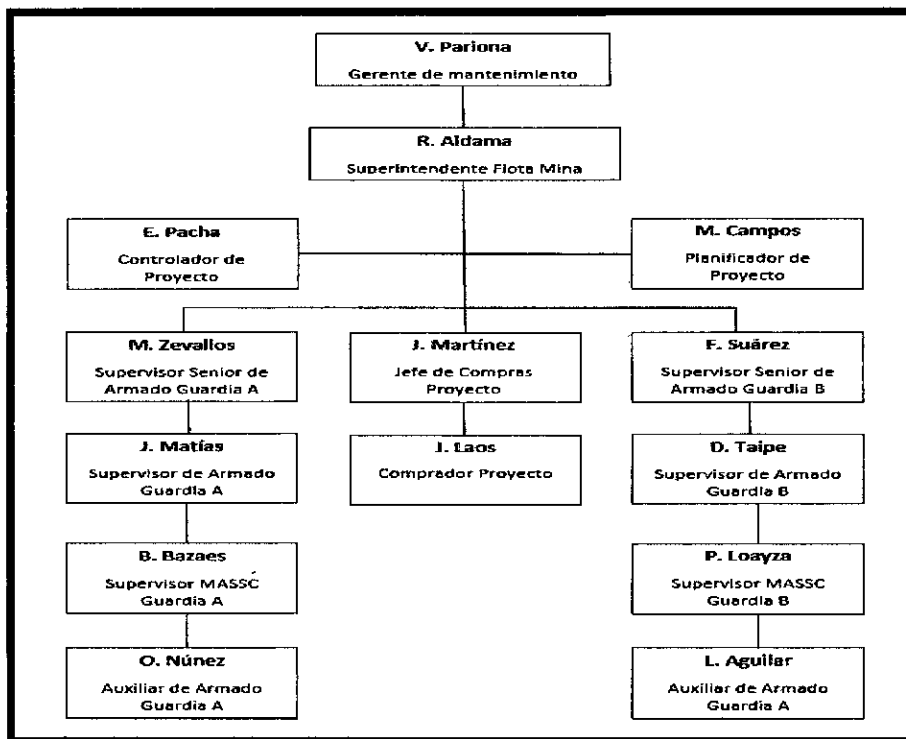 V. Pariona
Gerente de mantenimiento
R. Aldama
Superintendente Flota Mina
E. Pacha
Controlador de
Proyecto
M. Campos
Planificador de
Proyecto
M. Zevallos
Supervisor Senior de
Armado Guardia A
J. Martínez
Jefe de Compras
Proyecto
F. Suárez
Supervisor Senior de
Armado Guardia B
J. Matías
Supervisor de Armado
Guardia A
J. Laos
Comprador Proyecto
D. Taipe
Supervisor de Armado
Guardia B
B. Bazaes
Supervisor MASSC
Guardia A
P. Loayza
Supervisor MASSC
Guardia B
O. Núnez
Auxiliar de Armado
Guardia A
L. Aguilar
Auxiliar de Armado
Guardia A